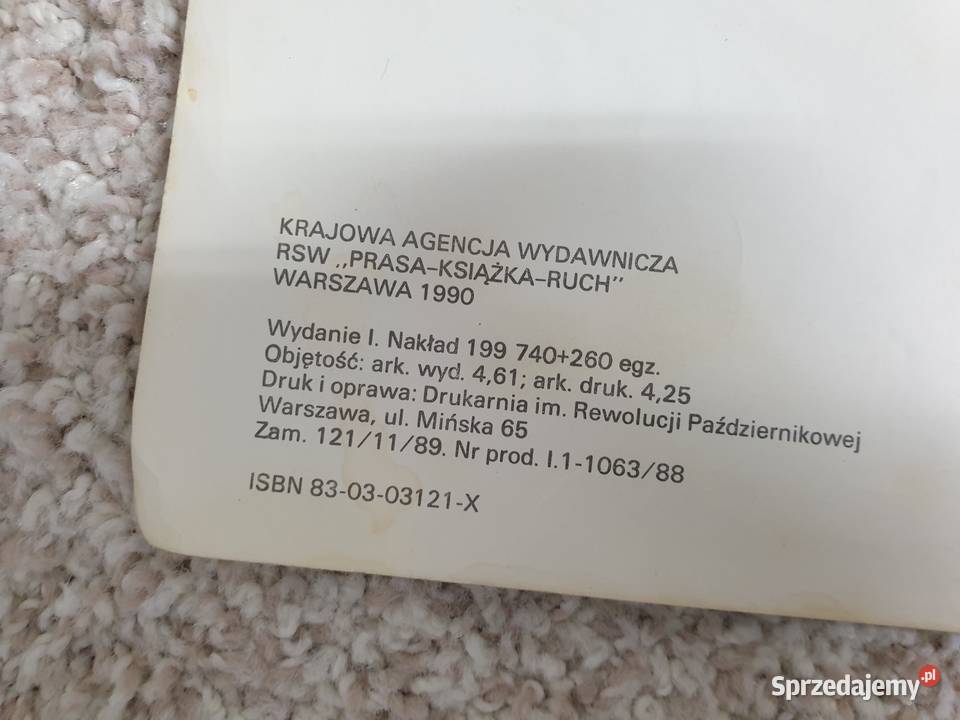 KRAJOWA AGENCJA WYDAWNICZA
RSW „PRASA–KSIĄŻKA–RUCH”
WARSZAWA 1990
Wydanie I. Nakład 199 740+260 egz.
Objętość: ark. wyd. 4,61; ark. druk. 4,25
Druk i oprawa: Drukarnia im. Rewolucji Październikowej
Warszawa, ul. Mińska 65
Zam. 121/11/89. Nr prod. I.1-1063/88
ISBN 83-03-03121-X
Sprzedajemy.pl